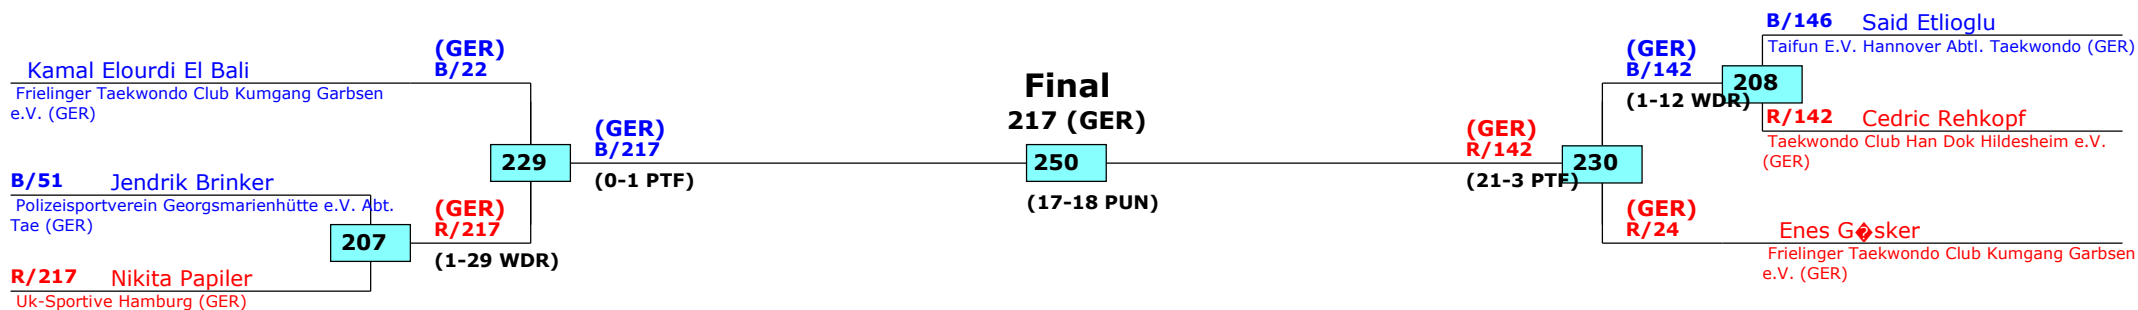 (GER)
B/22
Kamal Elourdi El Bali
Frielinger Taekwondo Club Kumgang Garbsen
e.V. (GER)
B/51 Jendrik Brinker
Polizeisportverein Georgsmarienhütte e.V. Abt.
Tae (GER)
207
R/217 Nikita Papiler
Uk-Sportive Hamburg (GER)
(GER)
R/217
(1-29 WDR)
229
(GER)
B/217
(0-1 PTF)
Final
217 (GER)
250
(17-18 PUN)
(GER)
R/142
(21-3 PTF)
230
(GER)
B/142
(1-12 WDR)
208
B/146 Said Etlioglu
Taifun E.V. Hannover Abtl. Taekwondo (GER)
R/142 Cedric Rehkopf
Taekwondo Club Han Dok Hildesheim e.V.
(GER)
(GER)
R/24
Enes G�sker
Frielinger Taekwondo Club Kumgang Garbsen
e.V. (GER)